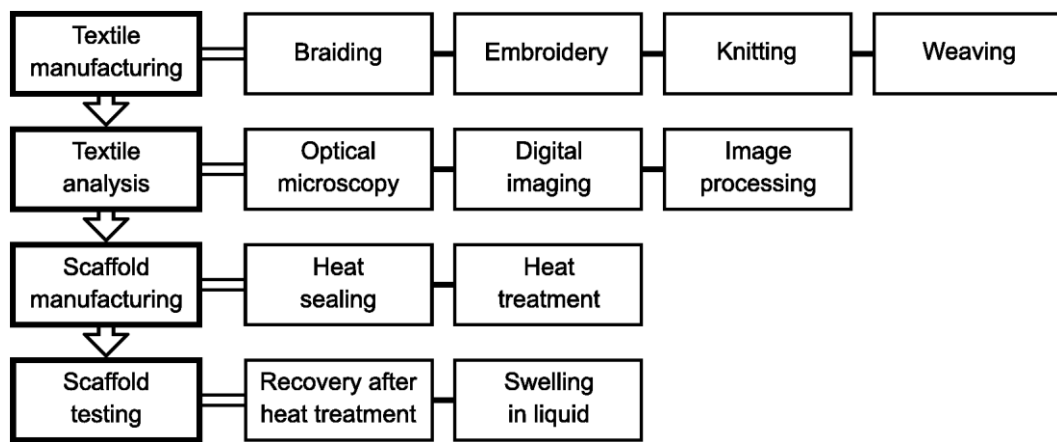 Textile
manufacturing
Braiding
Embroidery
Knitting
Weaving
Textile
analysis
Optical
microscopy
Digital
imaging
Image
processing
Scaffold
manufacturing
Heat
sealing
Heat
treatment
Scaffold
testing
Recovery after
heat treatment
Swelling
in liquid